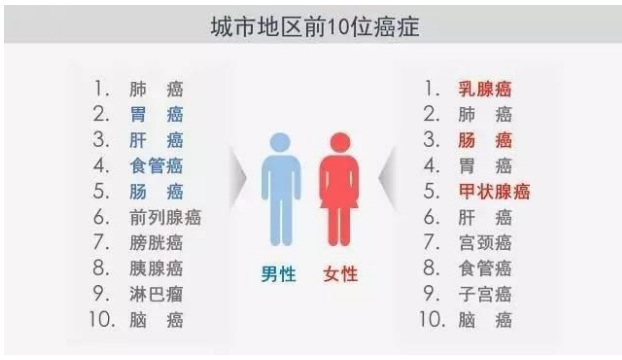 城市地区前10位癌症
1. 肺 癌
2. 胃 癌
3. 肝 癌
4. 食管癌
5. 肠 癌
6. 前列腺癌
7. 膀胱癌
8. 胰腺癌
9. 淋巴瘤
10. 脑 癌
男性
女性
1. 乳腺癌
2. 肺 癌
3. 肠 癌
4. 胃 癌
5. 甲状腺癌
6. 肝 癌
7. 宫颈癌
8. 食管癌
9. 子宫癌
10. 脑 癌